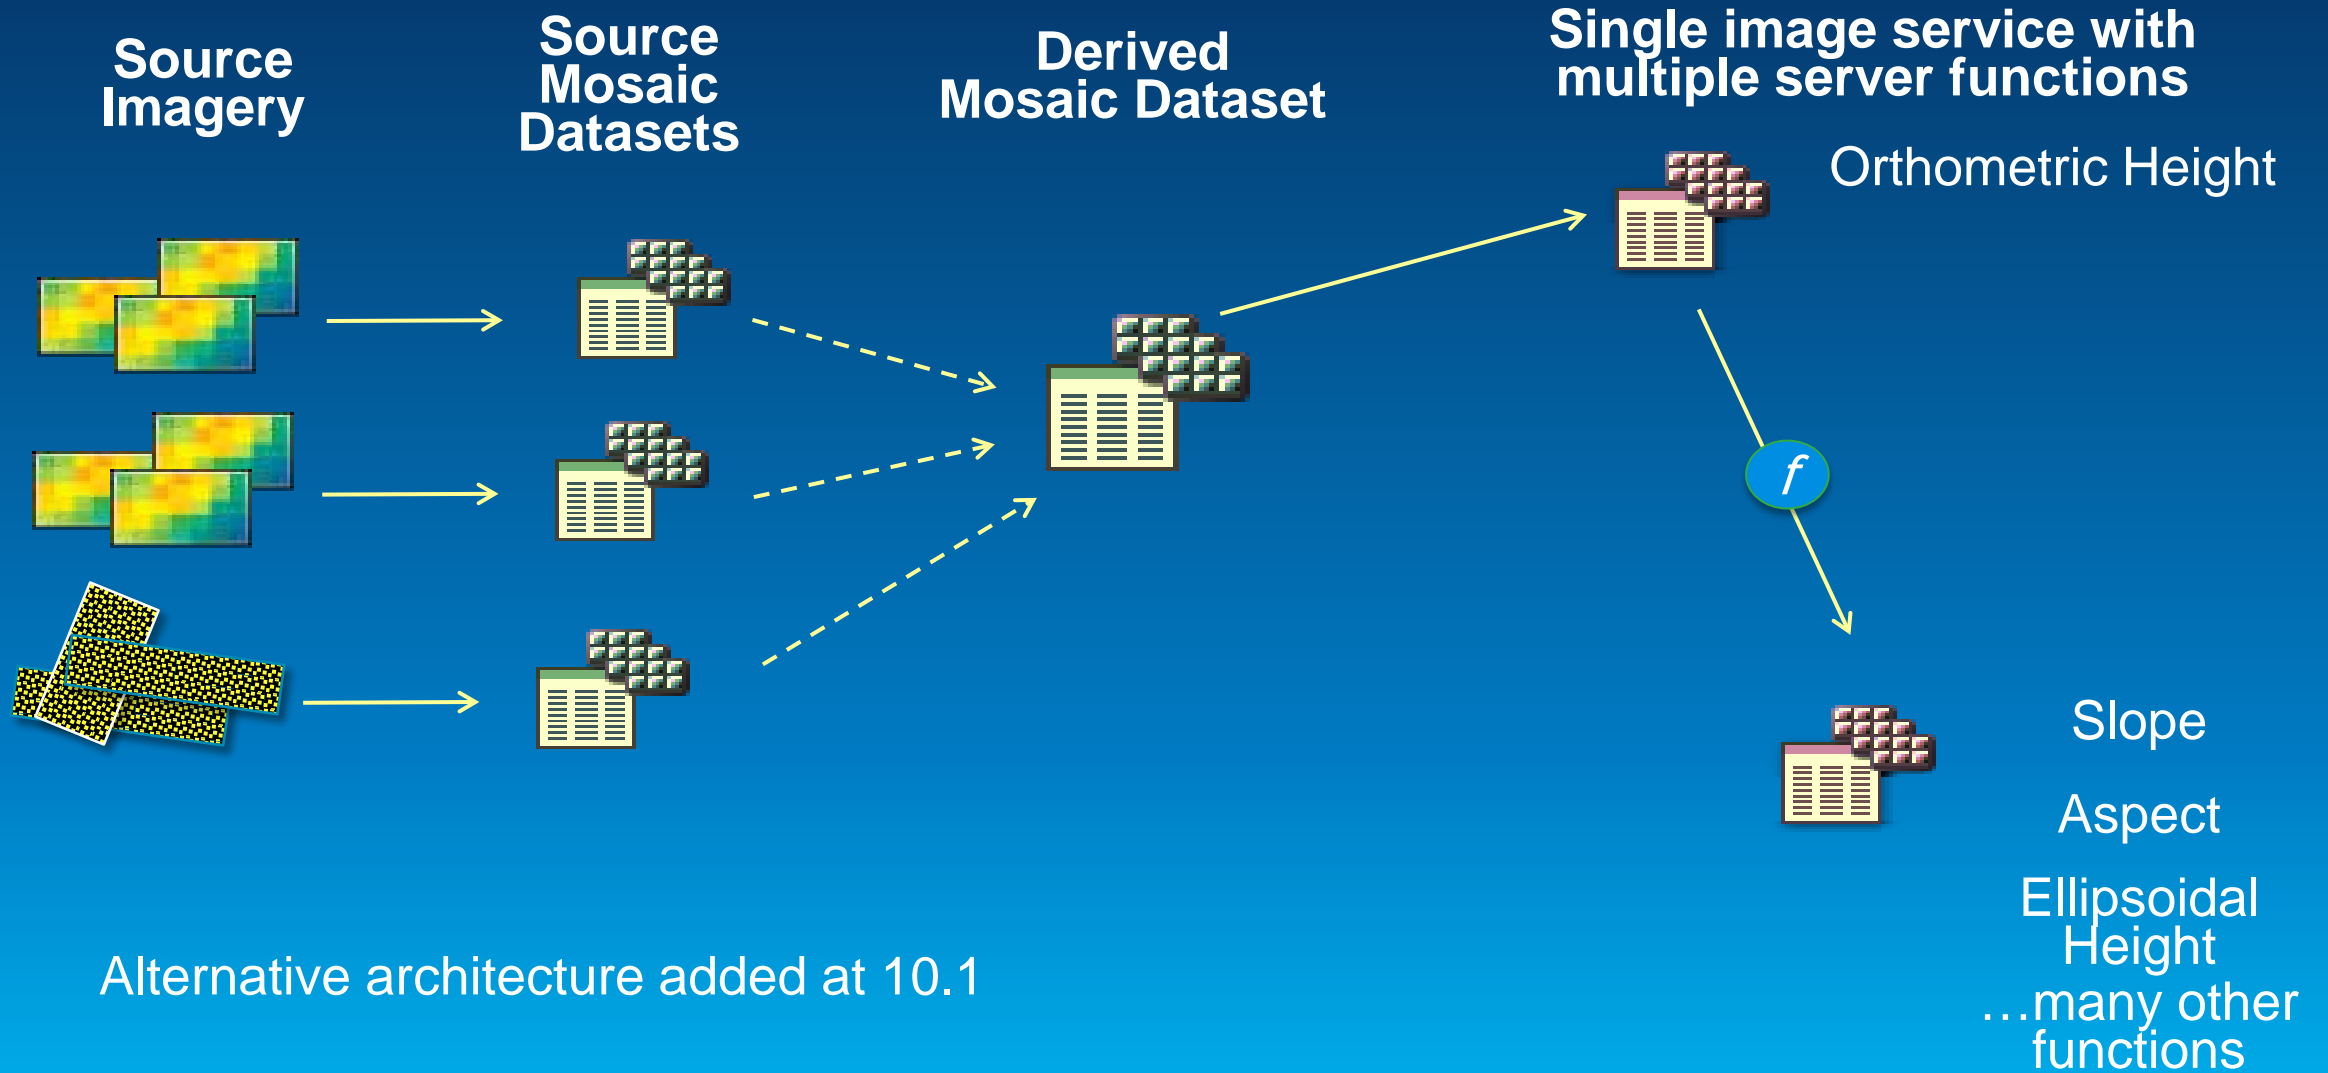 Source
Imagery
Source
Mosaic
Datasets
Derived
Mosaic Dataset
Single image service with
multiple server functions
Orthometric Height
f
Slope
Aspect
Ellipsoidal
Height
…many other
functions
Alternative architecture added at 10.1